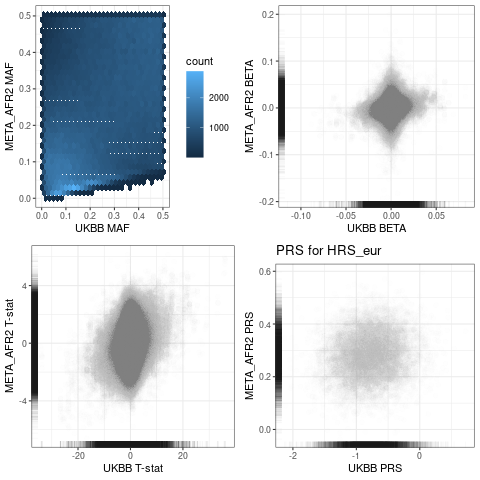 META_AFR2 MAF
0.5
0.4
0.3
0.2
0.1
0.0
0.0 0.1 0.2 0.3 0.4 0.5
UKBB MAF
count
2000
1000
META_AFR2 BETA
0.2
0.1
0.0
-0.1
-0.2
-0.10 -0.05 0.00 0.05
UKBB BETA
META_AFR2 T-stat
4
0
-4
-20 0 20
UKBB T-stat
PRS for HRS_eur
META_AFR2 PRS
0.6
0.4
0.2
0.0
-2 -1 0
UKBB PRS